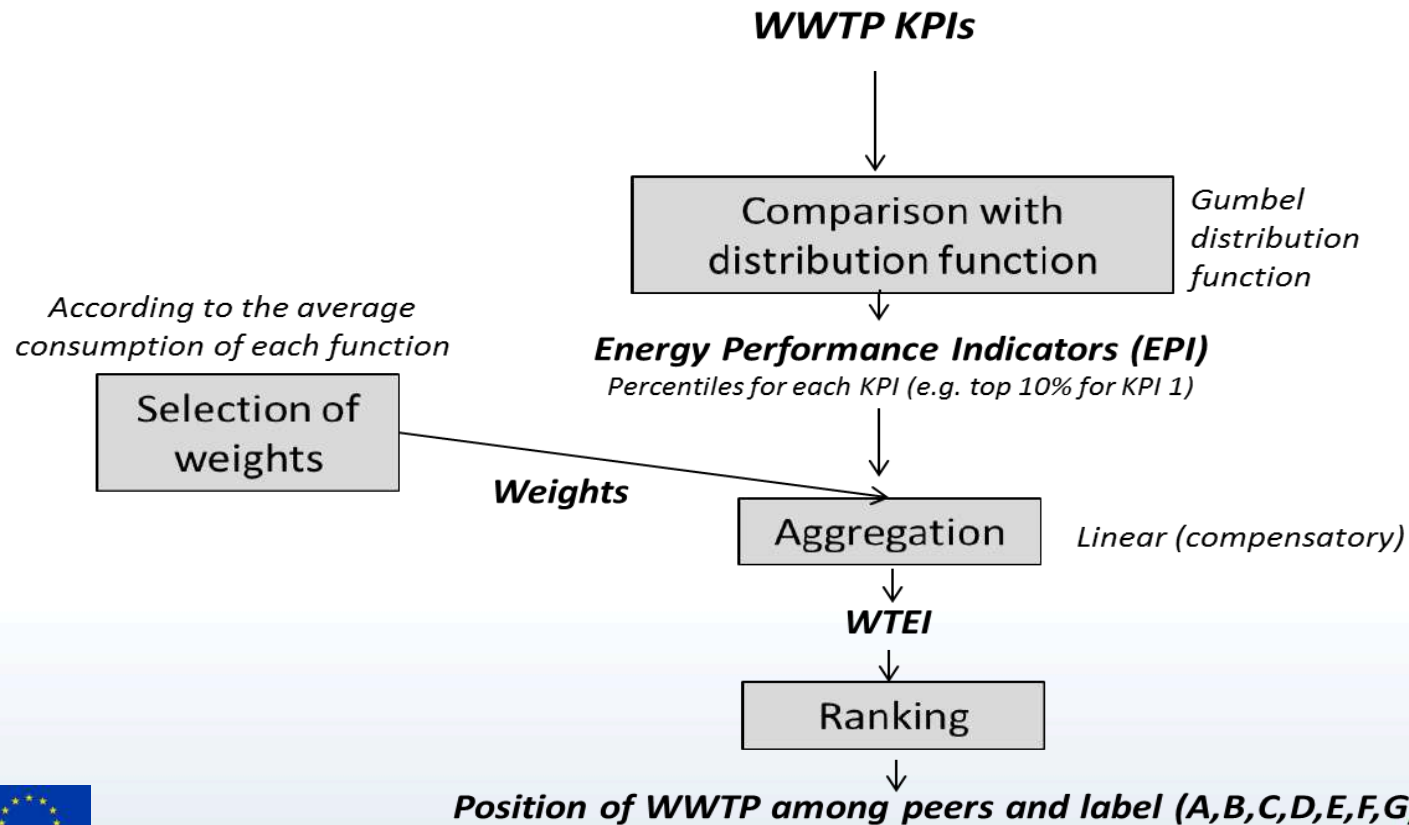 WWTP KPIs
Comparison with
distribution function
Gumbel
distribution
function
According to the average
consumption of each function
Energy Performance Indicators (EPI)
Percentiles for each KPI (e.g. top 10% for KPI 1)
Selection of
weights
Weights
Aggregation
Linear (compensatory)
WTEI
Ranking
Position of WWTP among peers and label (A,B,C,D,E,F,G)